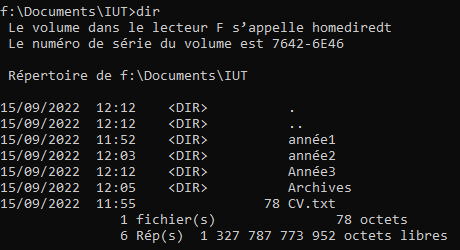 f:\Documents\IUT>dir
 Le volume dans le lecteur F s’appelle homediredt
 Le numéro de série du volume est 7642-6E46

 Répertoire de f:\Documents\IUT

15/09/2022  12:12    <DIR>          .
15/09/2022  12:12    <DIR>          ..
15/09/2022  11:52    <DIR>          année1
15/09/2022  12:03    <DIR>          année2
15/09/2022  12:12    <DIR>          Année3
15/09/2022  12:05    <DIR>          Archives
15/09/2022  11:55                78 CV.txt
               1 fichier(s)               78 octets
               6 Rép(s)  1 327 787 773 952 octets libres